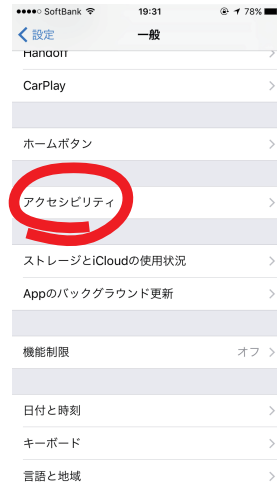 SoftBank 19:31 78%
設定 一般
Handoff
CarPlay
ホームボタン
アクセシビリティ
ストレージとiCloudの使用状況
Appのバックグラウンド更新
機能制限 オフ
日付と時刻
キーボード
言語と地域